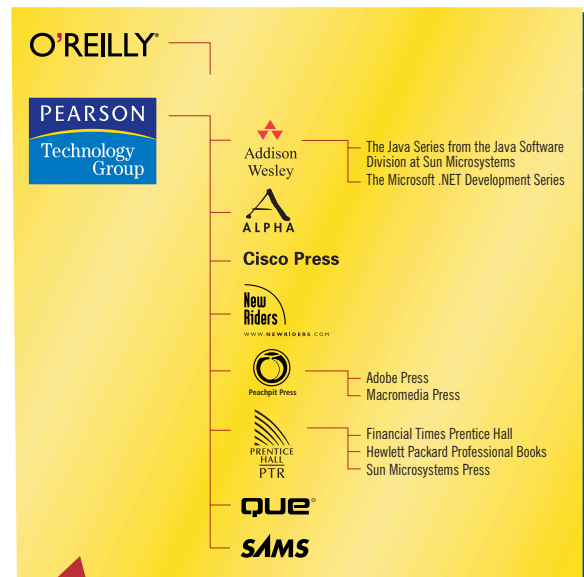 O'REILLY®
PEARSON
Technology
Group
Addison
Wesley
The Java Series from the Java Software
Division at Sun Microsystems
The Microsoft .NET Development Series
ALPHA
Cisco Press
New
Riders
WWW.NEWRIDERS.COM
Peachpit Press
Adobe Press
Macromedia Press
PRENTICE
HALL
PTR
Financial Times Prentice Hall
Hewlett Packard Professional Books
Sun Microsystems Press
QUE®
SAMS